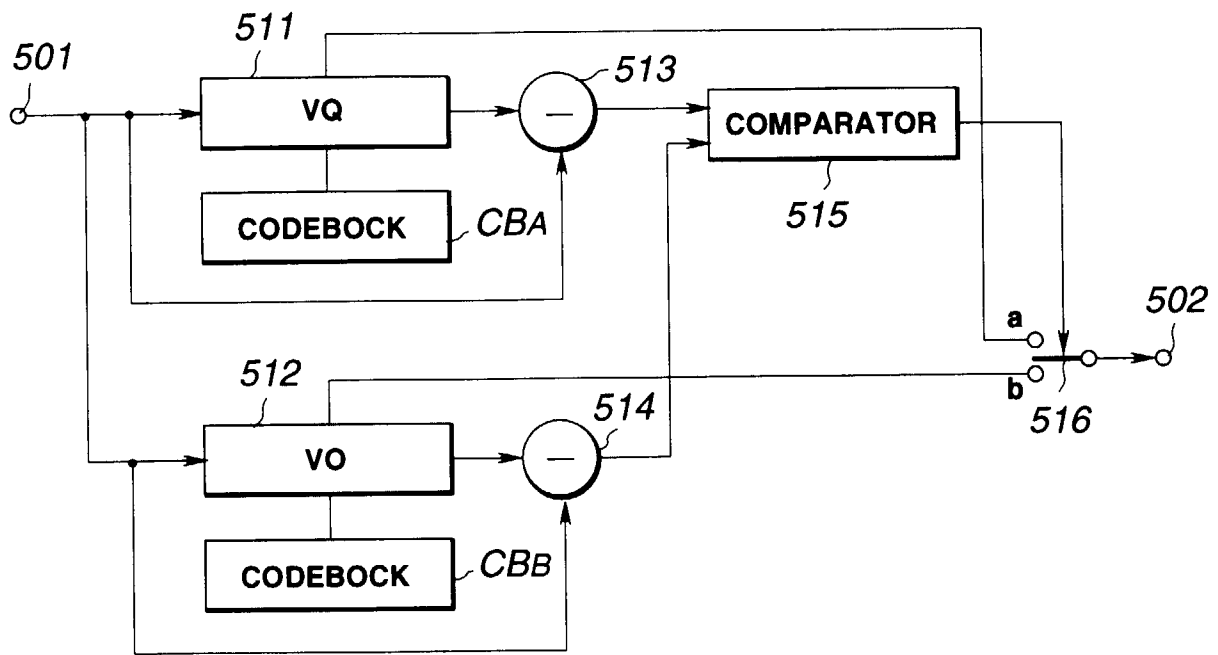 511
501
VQ
513
COMPARATOR
515
CODEBOCK
CBA
a
502
b
516
512
514
VO
CODEBOCK
CBB